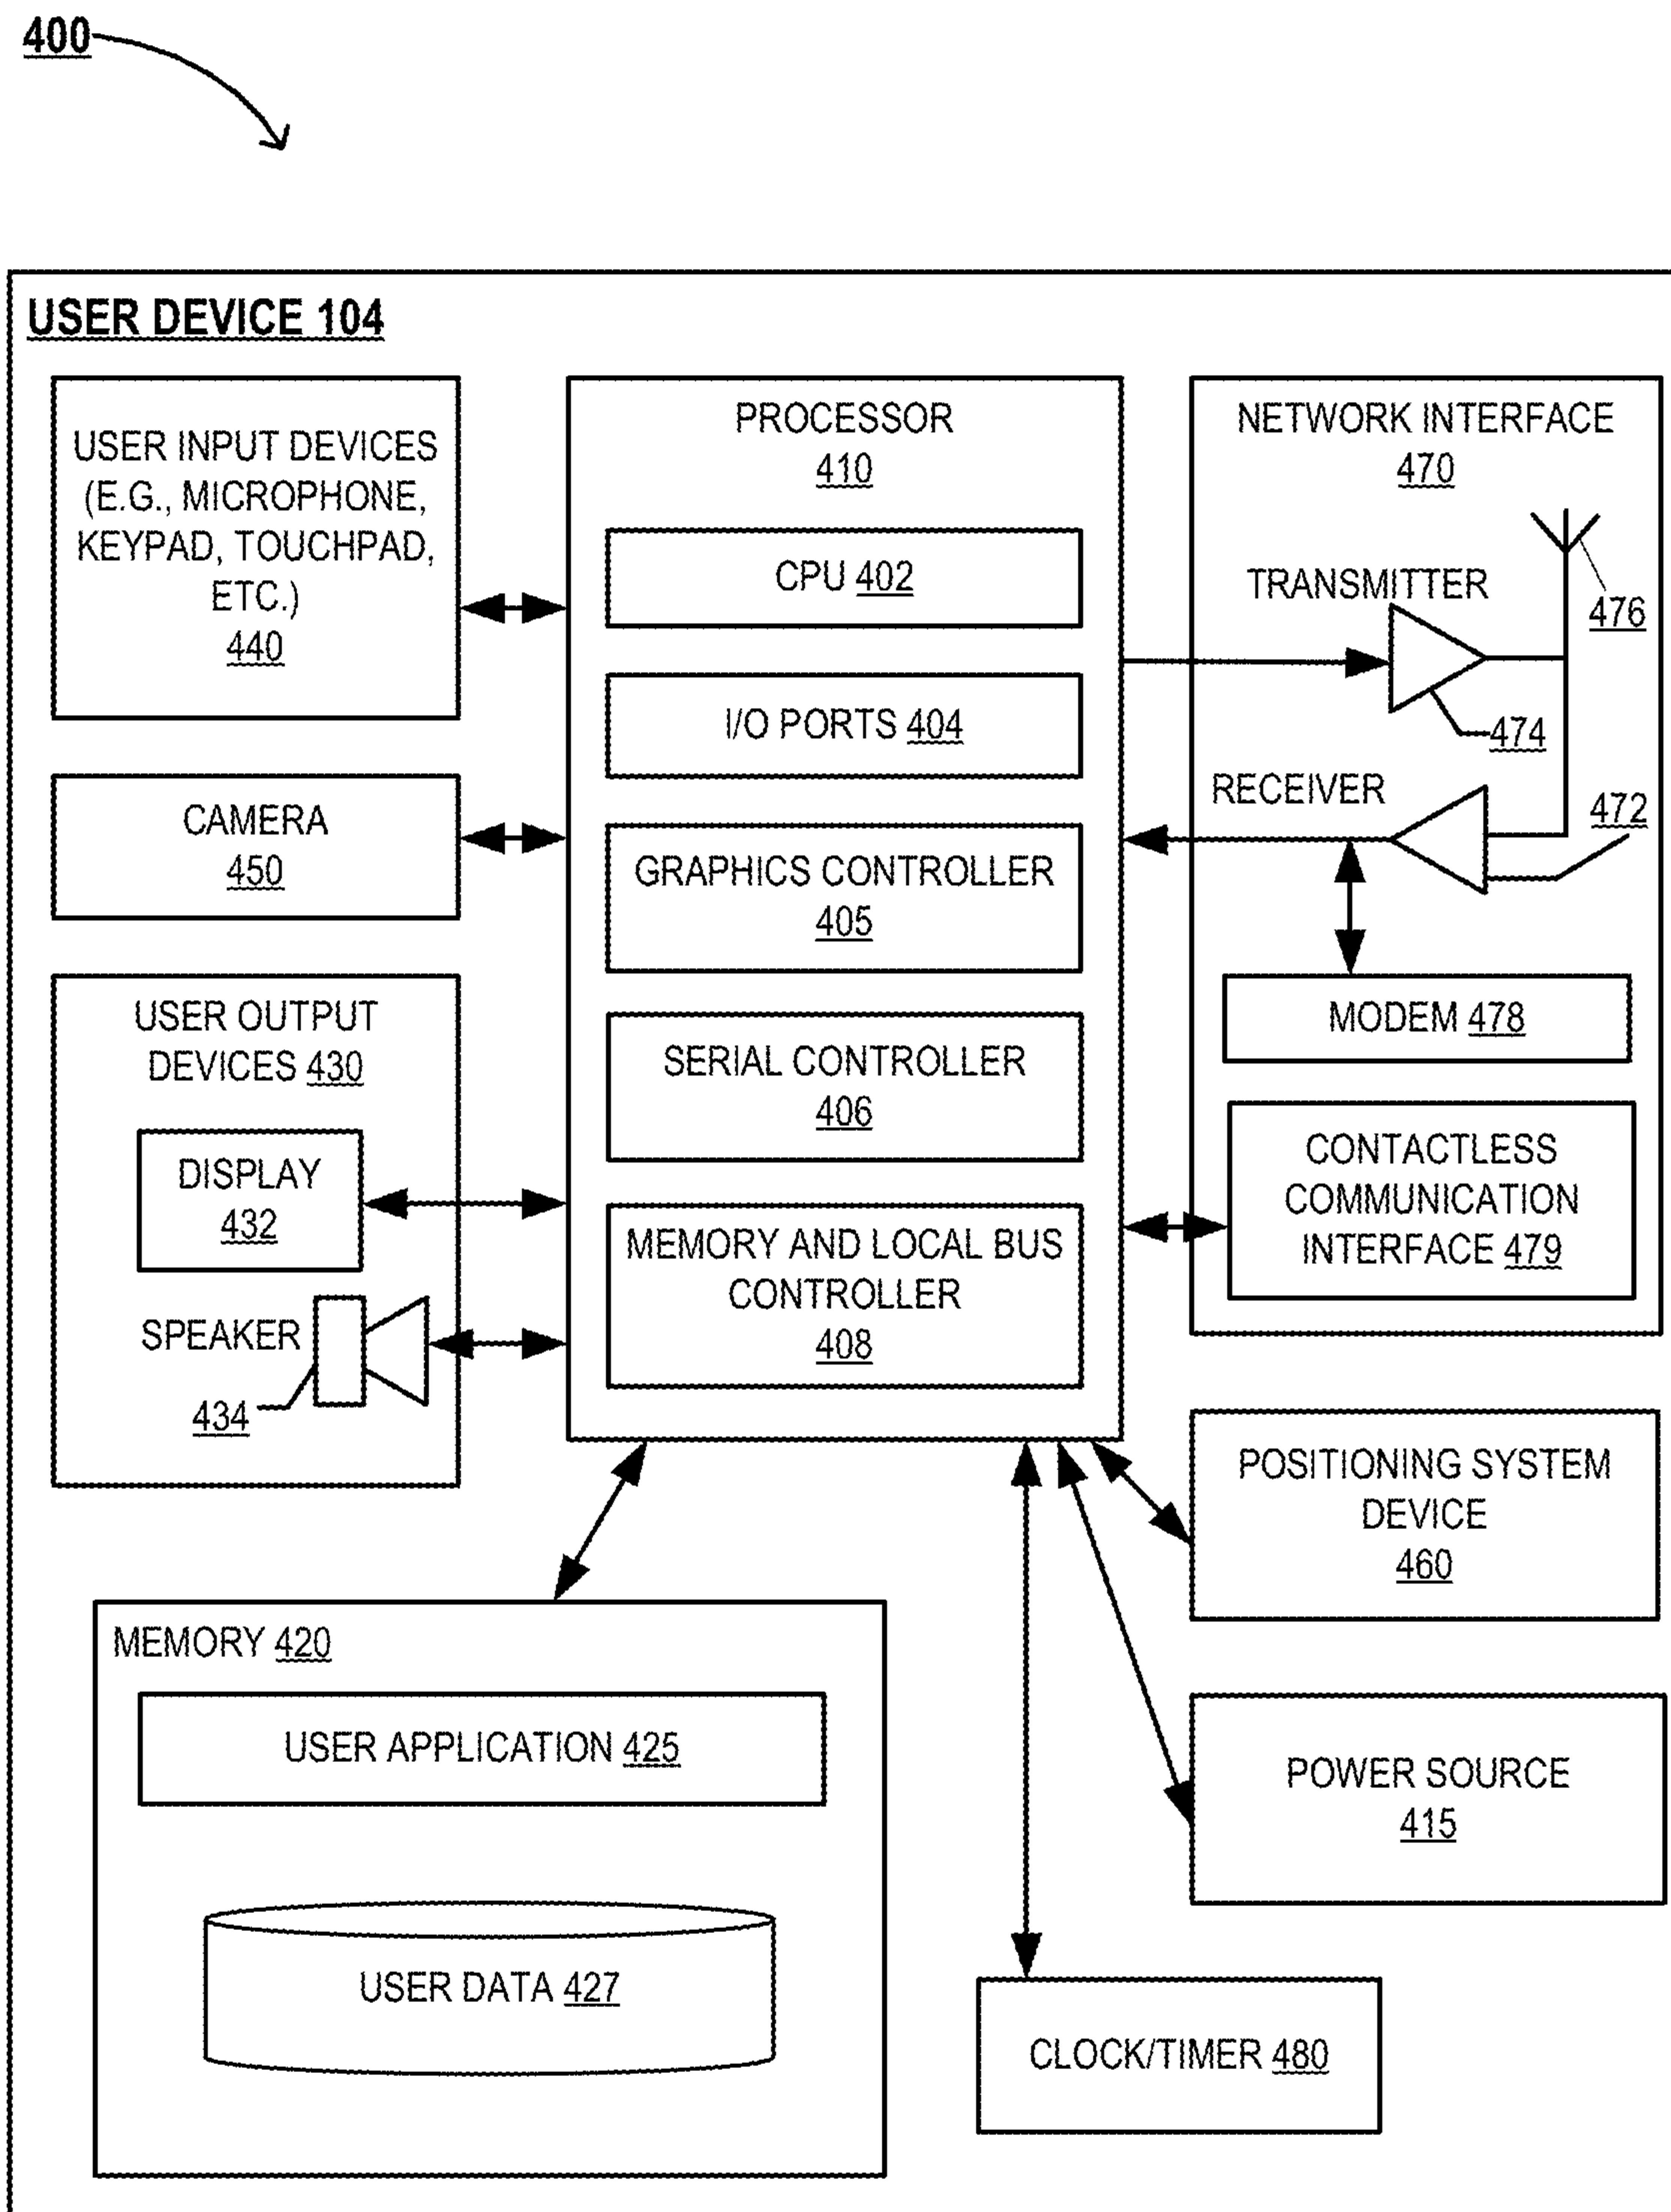 400
USER DEVICE 104
USER INPUT DEVICES
(E.G., MICROPHONE,
KEYPAD, TOUCHPAD,
ETC.)
440
CAMERA
450
USER OUTPUT
DEVICES 430
DISPLAY
432
SPEAKER
434
PROCESSOR
410
CPU 402
I/O PORTS 404
GRAPHICS CONTROLLER
405
SERIAL CONTROLLER
406
MEMORY AND LOCAL BUS
CONTROLLER
408
NETWORK INTERFACE
470
TRANSMITTER
476
474
RECEIVER
472
MODEM 478
CONTACTLESS
COMMUNICATION
INTERFACE 479
POSITIONING SYSTEM
DEVICE
460
POWER SOURCE
415
MEMORY 420
USER APPLICATION 425
USER DATA 427
CLOCK/TIMER 480